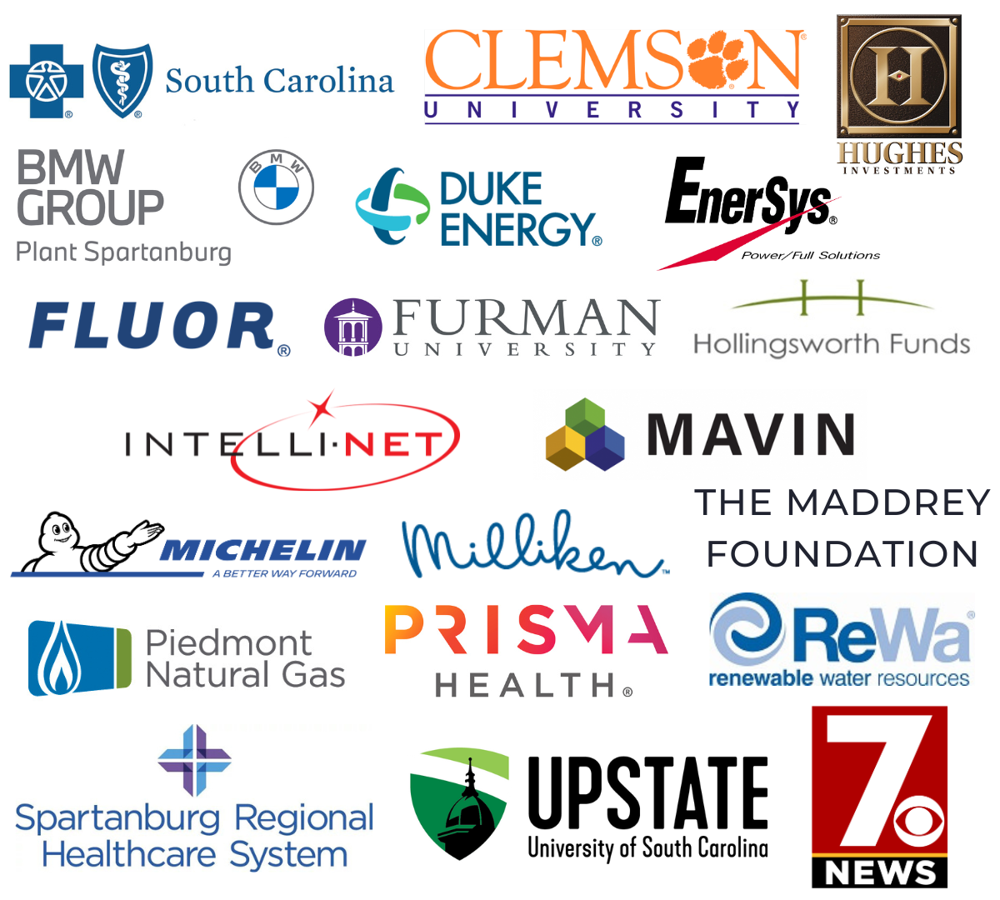 South Carolina
® ®
CLEMSON®
UNIVERSITY
H
HUGHES
INVESTMENTS
BMW
GROUP
Plant Spartanburg
BMW
DUKE
ENERGY®
EnerSys®
Power/Full Solutions
FLUOR®
FURMAN
UNIVERSITY
Hollingsworth Funds
INTELLI·NET
MAVIN
MICHELIN
A BETTER WAY FORWARD
Milliken™
THE MADDREY
FOUNDATION
Piedmont
Natural Gas
PRISMA
HEALTH®
ReWa®
renewable water resources
Spartanburg Regional
Healthcare System
UPSTATE
University of South Carolina
7
NEWS